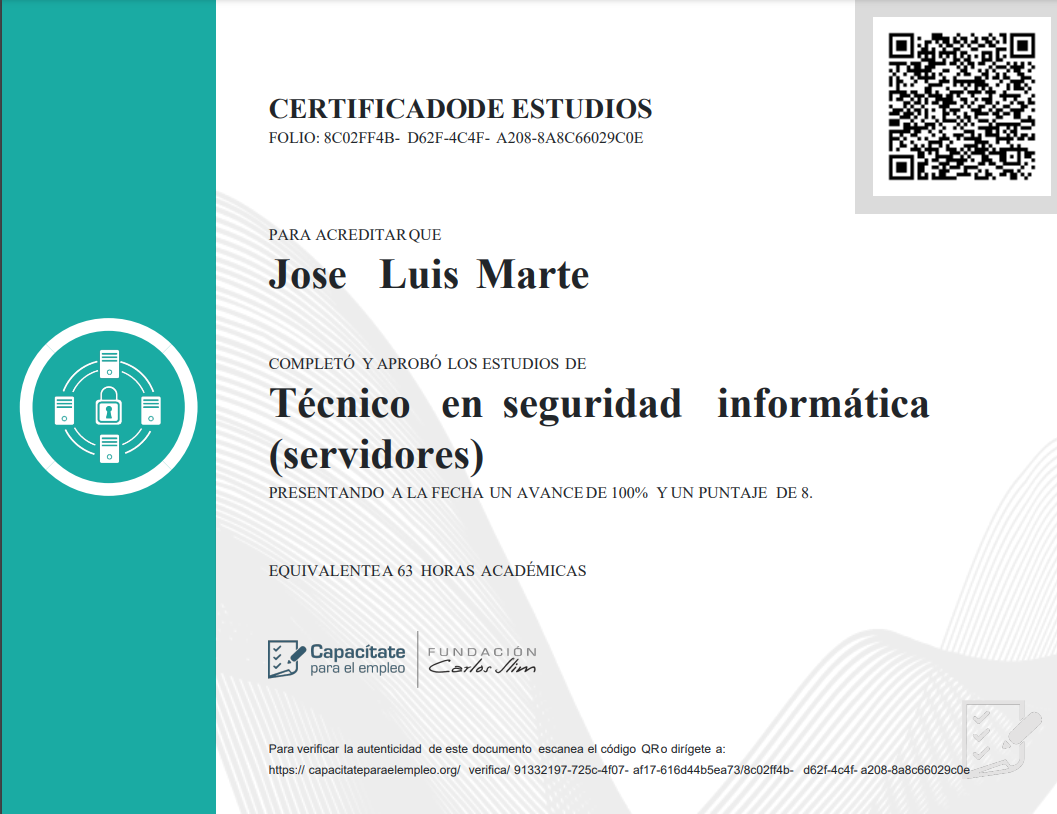 CERTIFICADODE ESTUDIOS
FOLIO: 8C02FF4B- D62F-4C4F- A208-8A8C66029C0E
PARA ACREDITAR QUE
Jose Luis Marte
COMPLETÓ Y APROBÓ LOS ESTUDIOS DE
Técnico en seguridad informática
(servidores)
PRESENTANDO A LA FECHA UN AVANCE DE 100% Y UN PUNTAJE DE 8.
EQUIVALENTE A 63 HORAS ACADÉMICAS
Capacítate
para el empleo
FUNDACIÓN
Carlos Slim
Para verificar la autenticidad de este documento escanea el código QR o dirígete a:
https:// capacitateparaelempleo.org/ verifica/ 91332197-725c-4f07- af17-616d44b5ea73/8c02ff4b- d62f-4c4f- a208-8a8c66029c0e